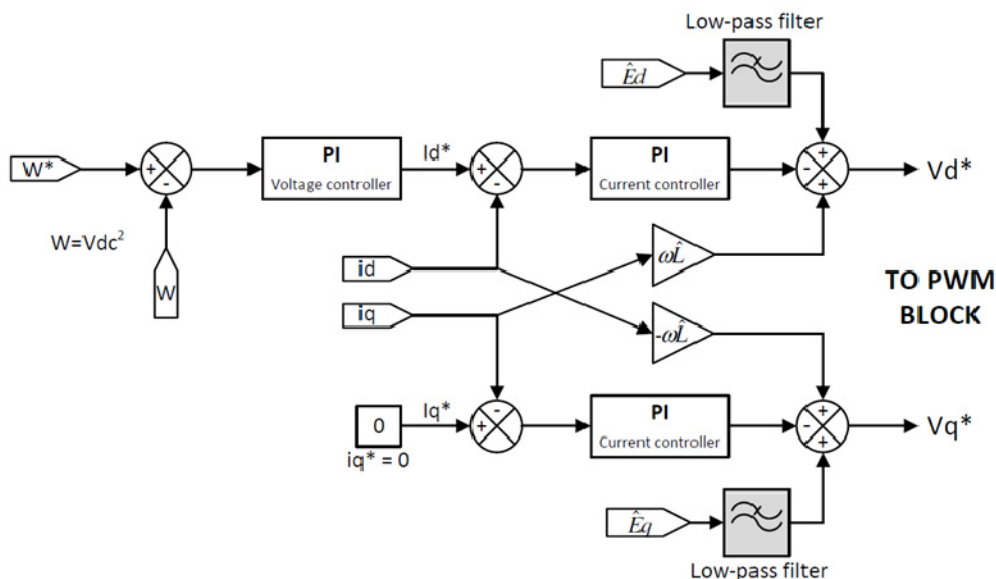 Low-pass filter
Êd
W*
+
-
PI
Voltage controller
Id*
+
-
PI
Current controller
+
-
+
Vd*
W=Vdc²
W
id
iq
ωL̂
-ωL̂
TO PWM
BLOCK
0
iq* = 0
Iq*
-
+
PI
Current controller
+
-
+
Vq*
Êq
Low-pass filter